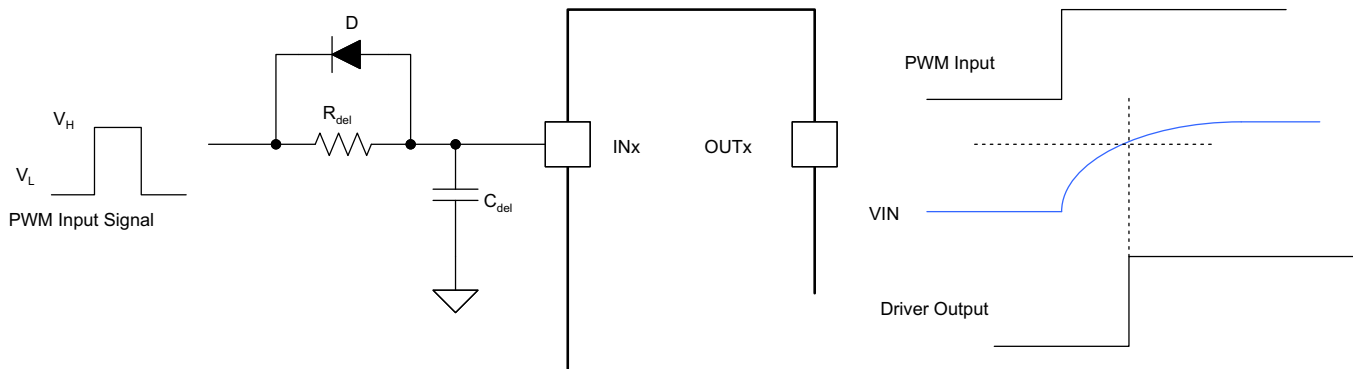 D
R_del
V_H
V_L
PWM Input Signal
C_del
INx
OUTx
PWM Input
VIN
Driver Output